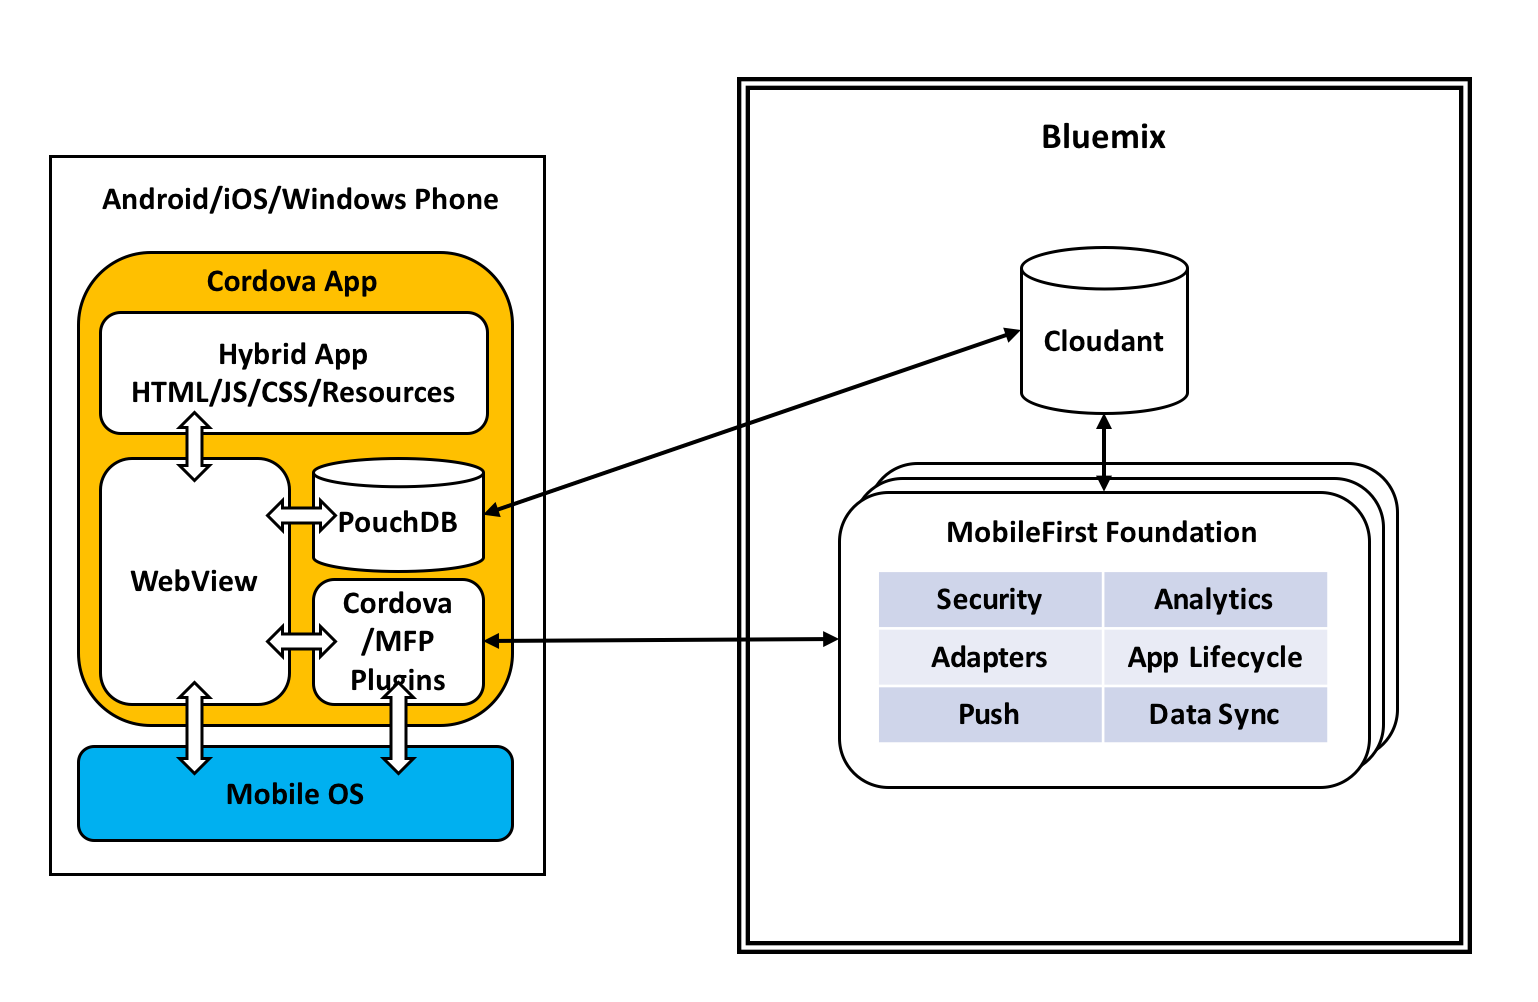 Bluemix
Android/iOS/Windows Phone
Cordova App
Hybrid App
HTML/JS/CSS/Resources
PouchDB
WebView
Cordova
/MFP
Plugins
Mobile OS
Cloudant
MobileFirst Foundation
Security
Analytics
Adapters
App Lifecycle
Push
Data Sync